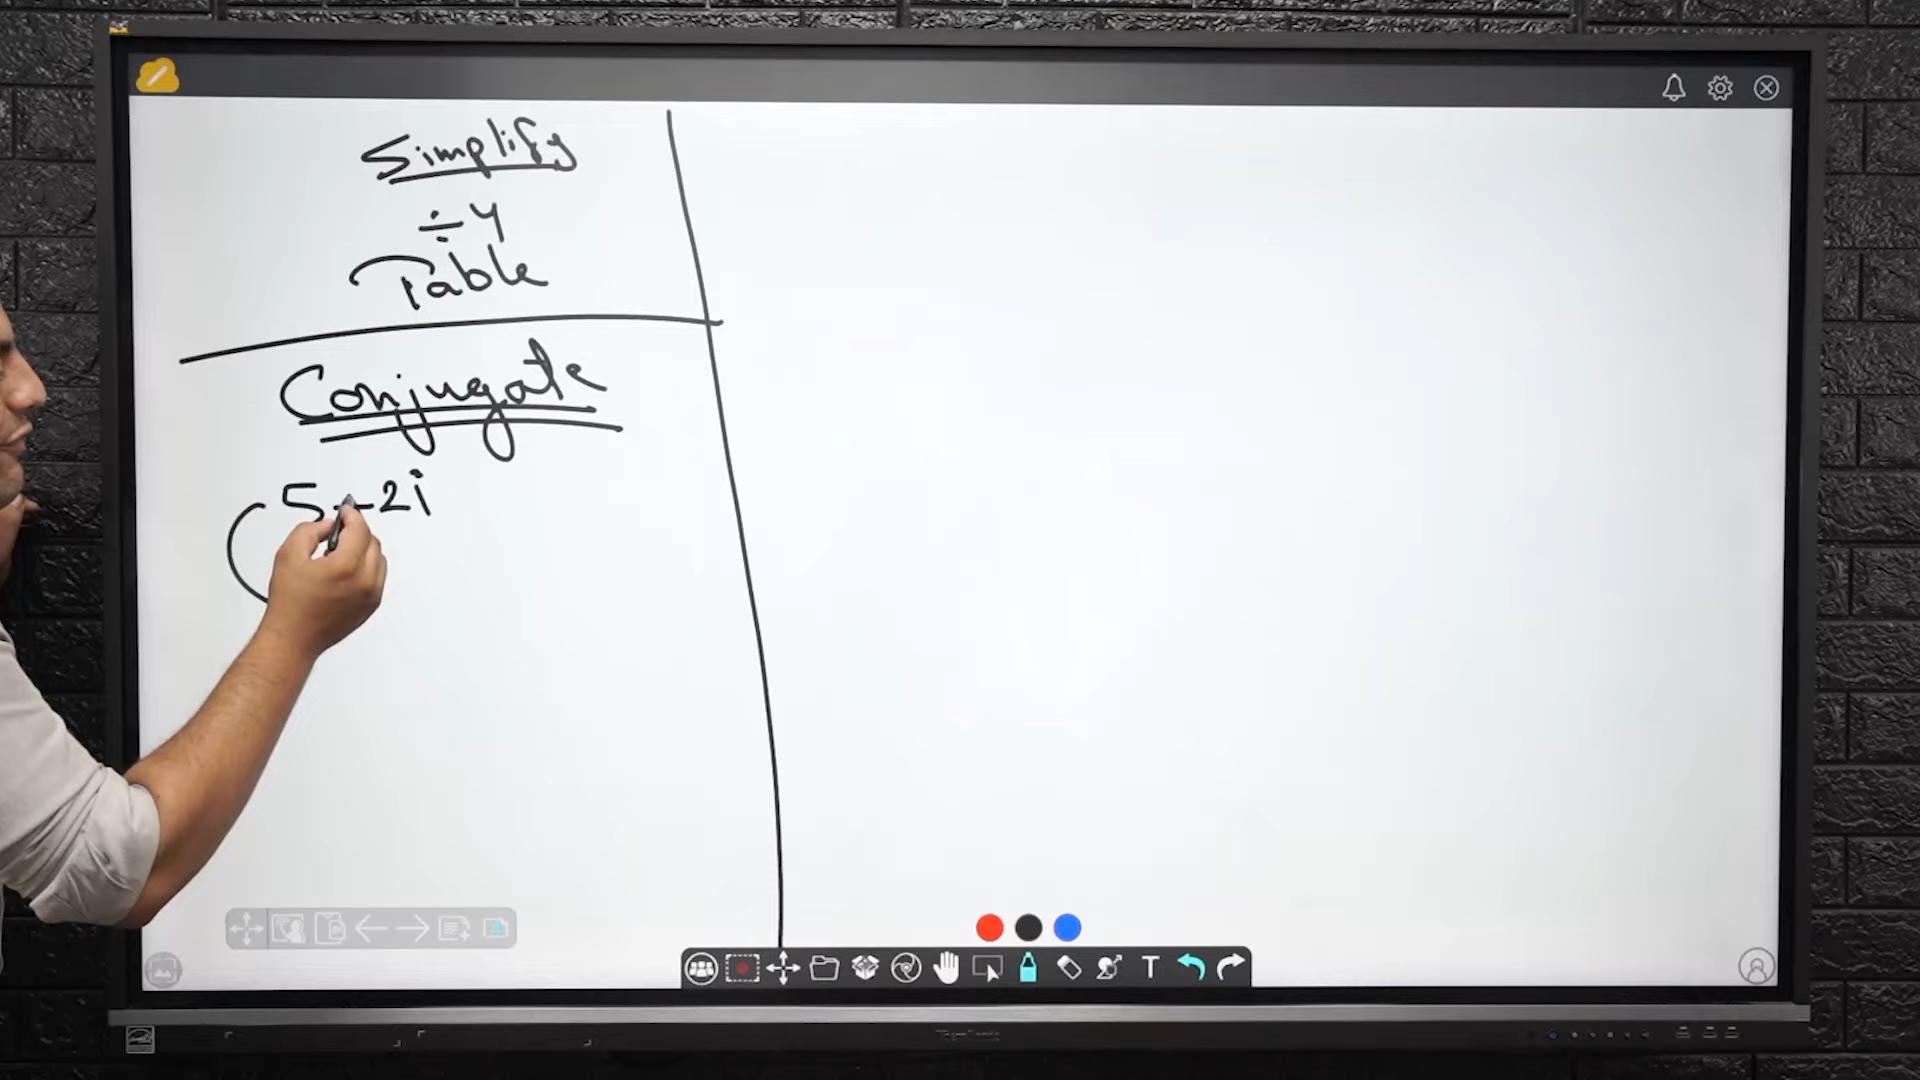 Simplify
÷ 4
Table
Conjugate
5 + 2i
T